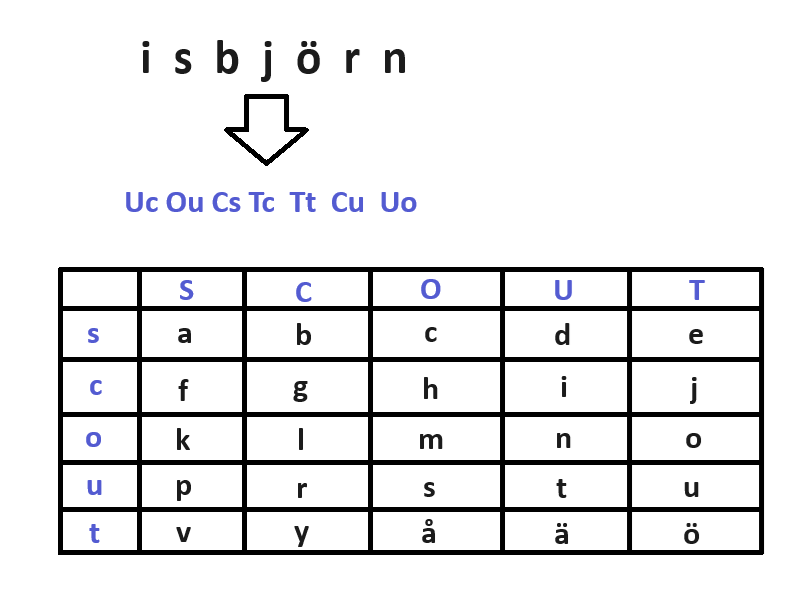 i s b j ö r n
Uc Ou Cs Tc Tt Cu Uo
S C O U T
s a b c d e
c f g h i j
o k l m n o
u p r s t u
t v y å ä ö